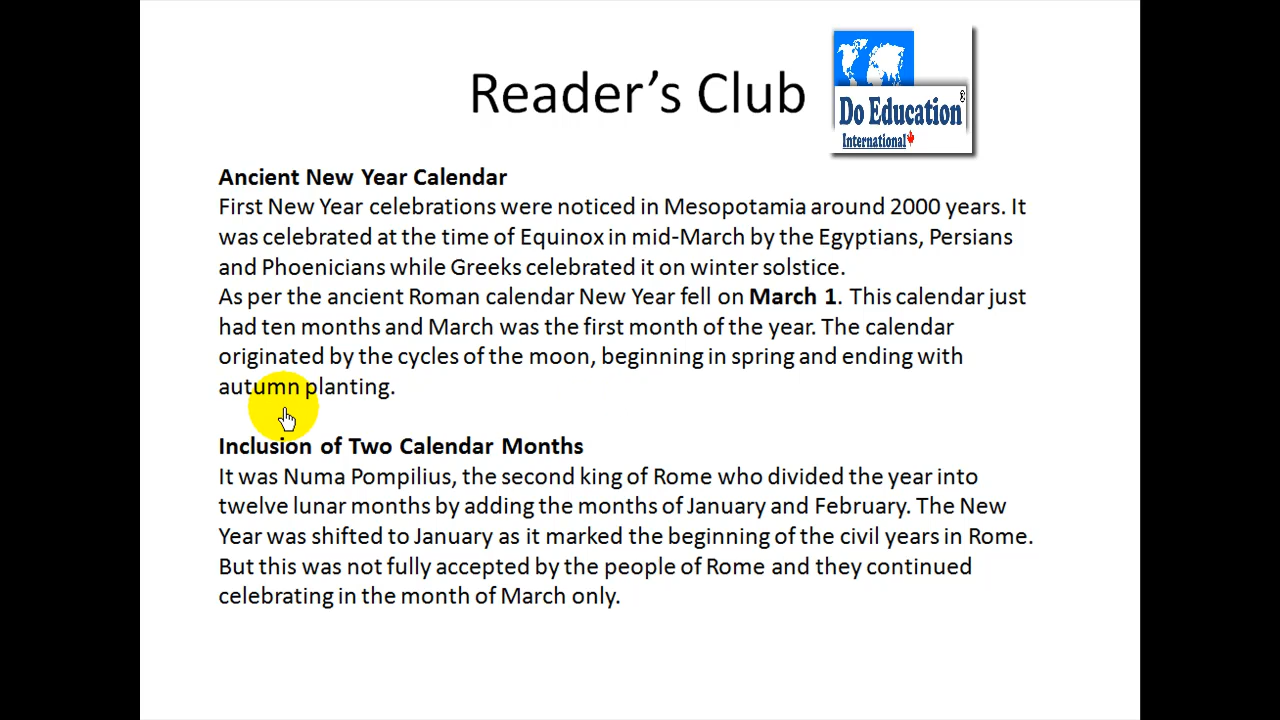 Reader’s Club
Do Education
International
Ancient New Year Calendar
First New Year celebrations were noticed in Mesopotamia around 2000 years. It
was celebrated at the time of Equinox in mid-March by the Egyptians, Persians
and Phoenicians while Greeks celebrated it on winter solstice.
As per the ancient Roman calendar New Year fell on March 1. This calendar just
had ten months and March was the first month of the year. The calendar
originated by the cycles of the moon, beginning in spring and ending with
autumn planting.
Inclusion of Two Calendar Months
It was Numa Pompilius, the second king of Rome who divided the year into
twelve lunar months by adding the months of January and February. The New
Year was shifted to January as it marked the beginning of the civil years in Rome.
But this was not fully accepted by the people of Rome and they continued
celebrating in the month of March only.